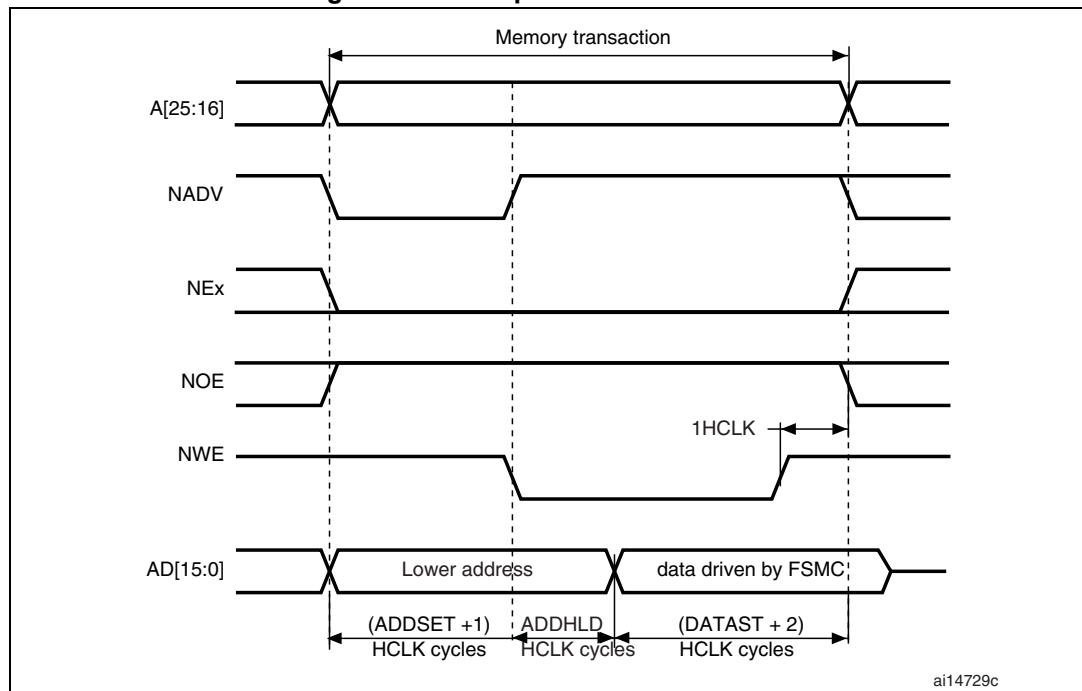 Memory transaction
A[25:16]
NADV
NEx
NOE
1HCLK
NWE
AD[15:0]
Lower address
data driven by FSMC
(ADDSET +1)
HCLK cycles
ADDHLD
HCLK cycles
(DATAST + 2)
HCLK cycles
ai14729c